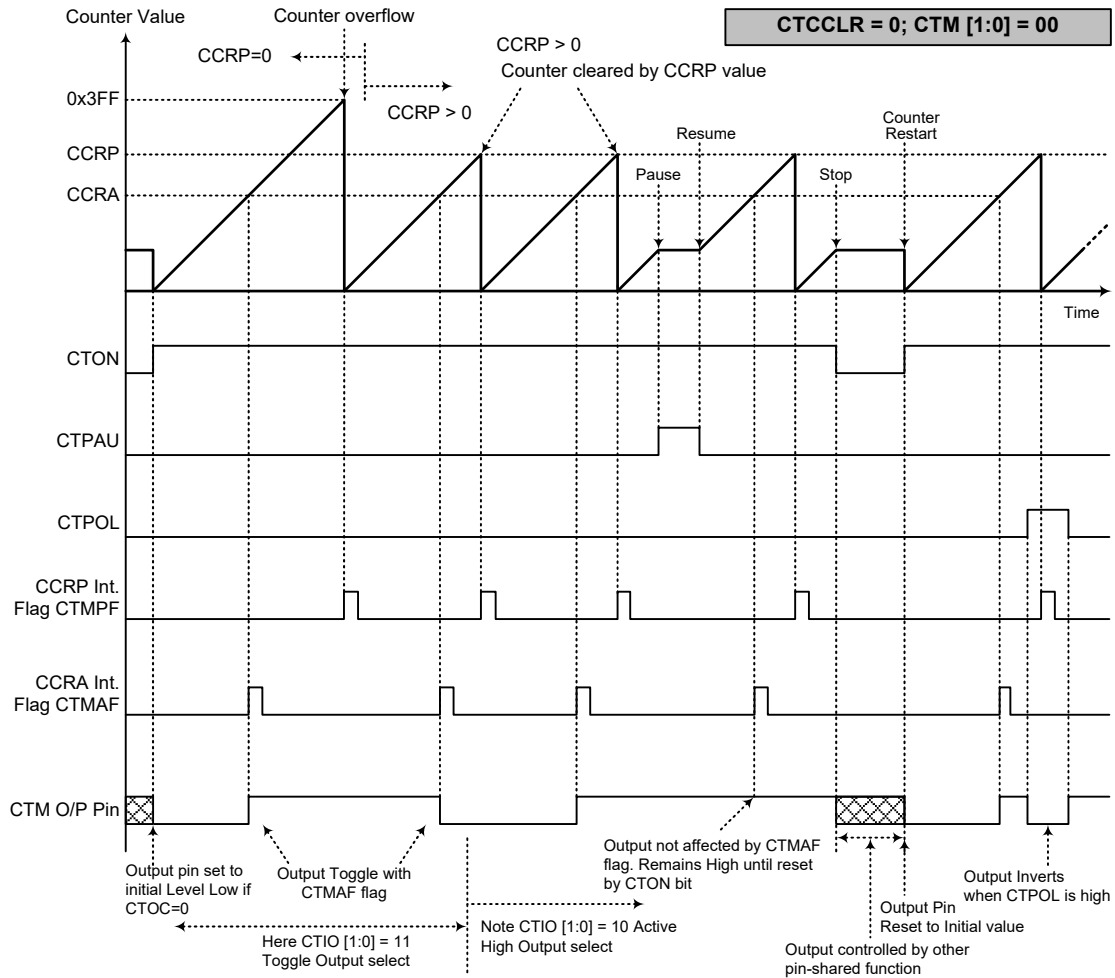 Counter Value
Counter overflow
CTCCLR = 0; CTM [1:0] = 00
CCRP=0
CCRP > 0
CCRP > 0
Counter cleared by CCRP value
0x3FF
CCRP
CCRA
Pause
Resume
Stop
Counter
Restart
Time
CTON
CTPAU
CTPOL
CCRP Int.
Flag CTMPF
CCRA Int.
Flag CTMAF
CTM O/P Pin
Output pin set to
initial Level Low if
CTOC=0
Output Toggle with
CTMAF flag
Here CTIO [1:0] = 11
Toggle Output select
Note CTIO [1:0] = 10 Active
High Output select
Output not affected by CTMAF
flag. Remains High until reset
by CTON bit
Output controlled by other
pin-shared function
Output Pin
Reset to Initial value
Output Inverts
when CTPOL is high